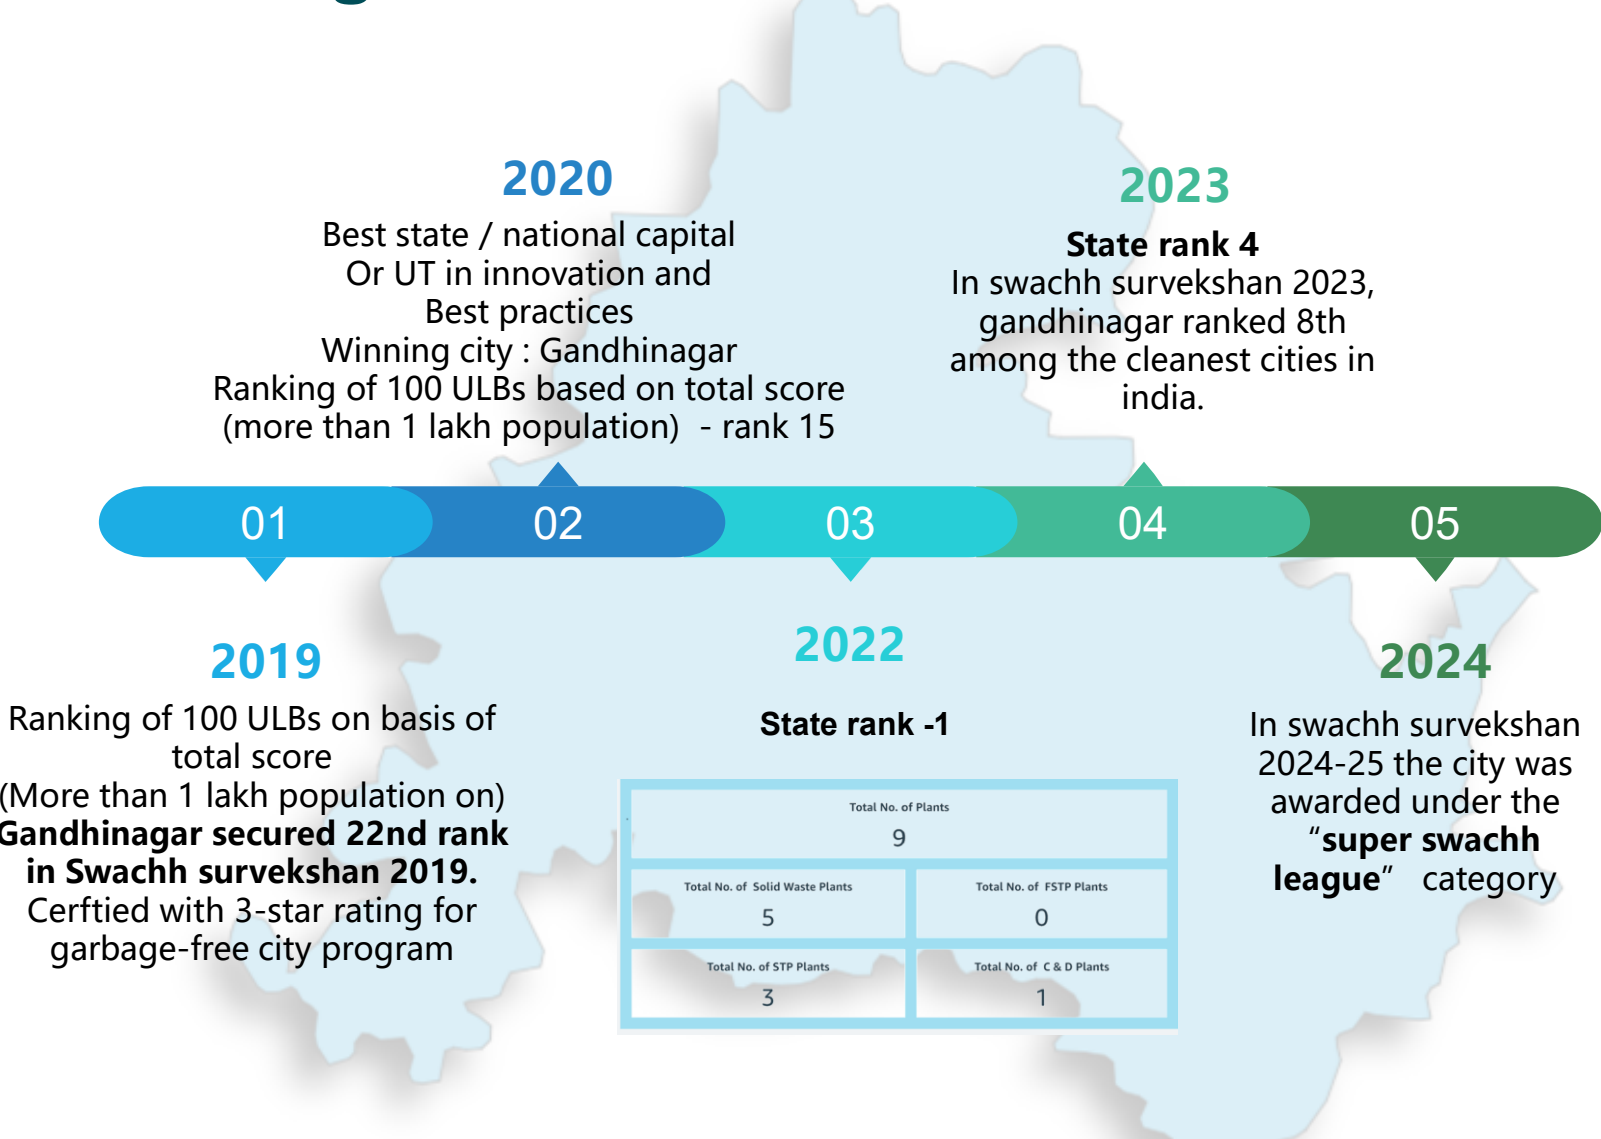 2020
Best state / national capital
Or UT in innovation and
Best practices
Winning city : Gandhinagar
Ranking of 100 ULBs based on total score
(more than 1 lakh population) - rank 15
2023
State rank 4
In swachh survekshan 2023,
gandhinagar ranked 8th
among the cleanest cities in
india.
01
02
03
04
05
2019
Ranking of 100 ULBs on basis of
total score
(More than 1 lakh population on)
Gandhinagar secured 22nd rank
in Swachh survekshan 2019.
Cerftied with 3-star rating for
garbage-free city program
2022
State rank -1
Total No. of Plants
9
Total No. of Solid Waste Plants
5
Total No. of FSTP Plants
0
Total No. of STP Plants
3
Total No. of C & D Plants
1
2024
In swachh survekshan
2024-25 the city was
awarded under the
“super swachh
league” category